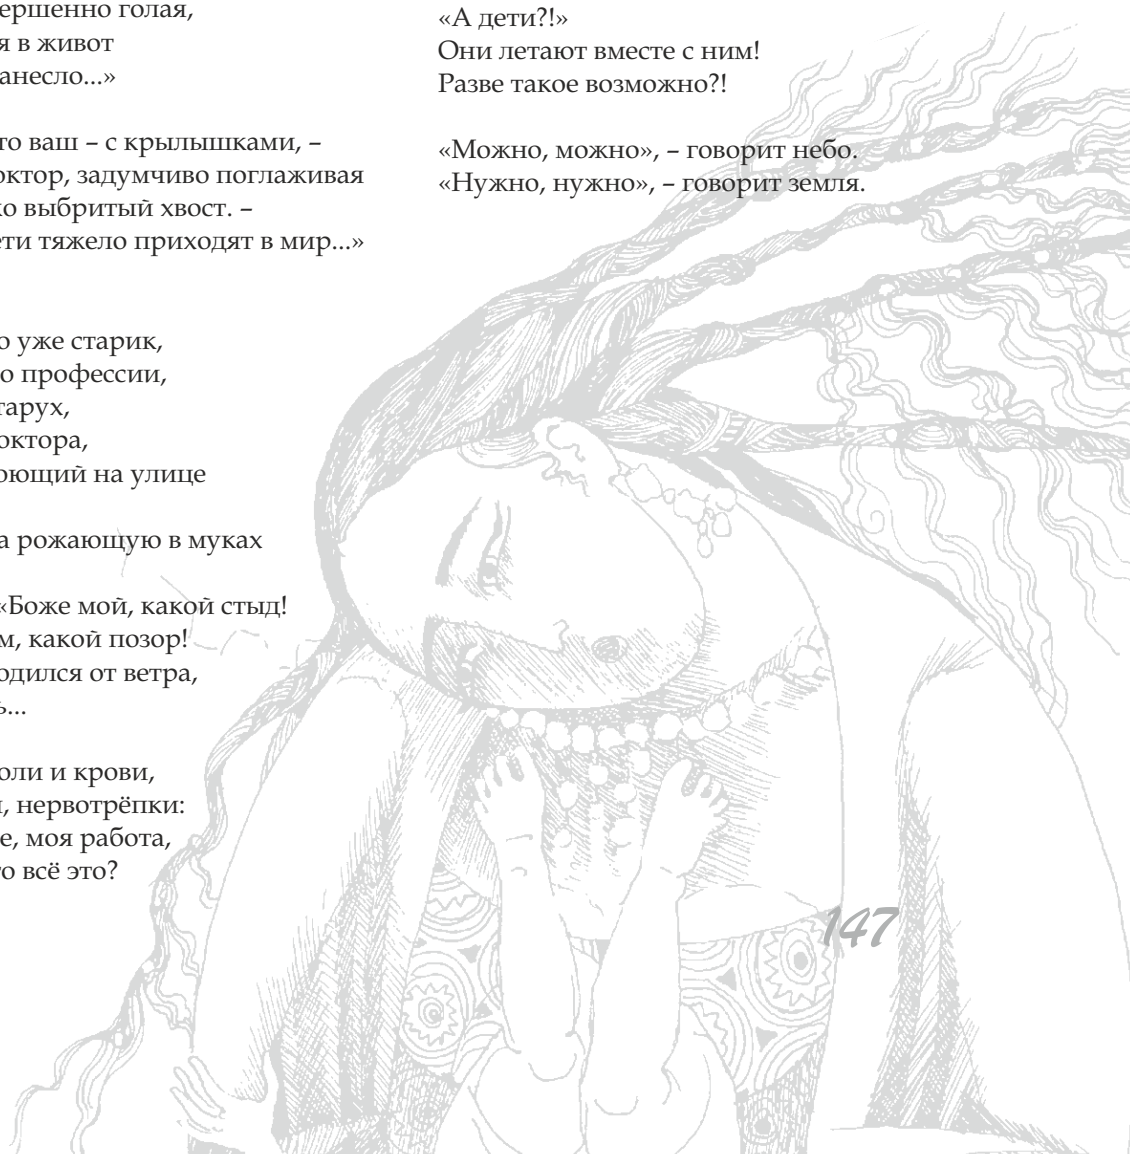 ершенно голая,
я в живот
анесло...»
то ваш – с крылышками, –
октор, задумчиво поглаживая
ко выбритый хвост. –
ети тяжело приходят в мир...»
о уже старик,
о профессии,
тарух,
октора,
оющий на улице
а рожающую в муках
«Боже мой, какой стыд!
м, какой позор!
одился от ветра,
ь...
оли и крови,
и, нервотрёпки:
е, моя работа,
о всё это?
«А дети?!»
Они летают вместе с ним!
Разве такое возможно?!
«Можно, можно», – говорит небо.
«Нужно, нужно», – говорит земля.
147